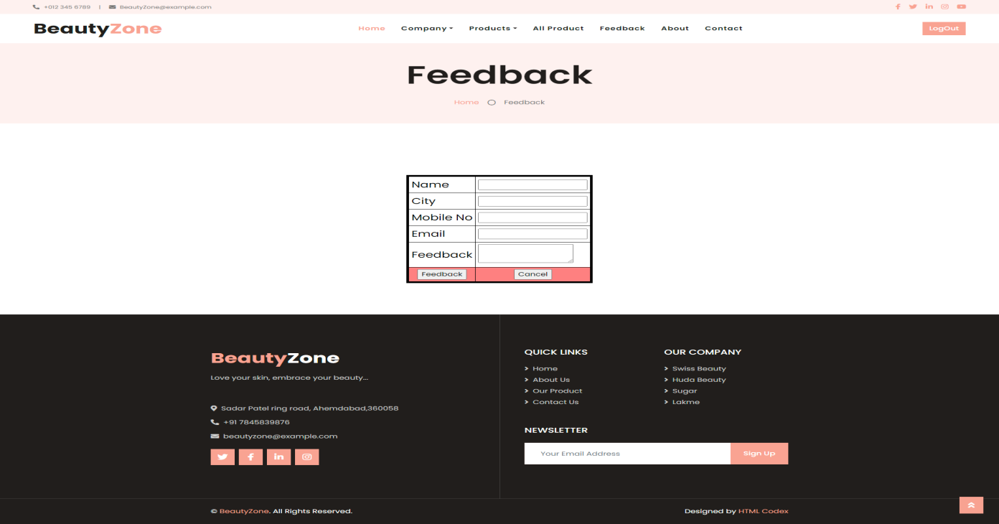 +012 345 6789 | BeautyZone@example.com
BeautyZone
Home Company Products All Product Feedback About Contact
LogOut
Feedback
Home Feedback
Name
City
Mobile No
Email
Feedback
Feedback Cancel
BeautyZone
Love your skin, embrace your beauty...
Sadar Patel ring road, Ahemdabad,360058
+91 7845839876
beautyzone@example.com
QUICK LINKS
Home
About Us
Our Product
Contact Us
OUR COMPANY
Swiss Beauty
Huda Beauty
Sugar
Lakme
NEWSLETTER
Your Email Address Sign Up
© BeautyZone. All Rights Reserved.
Designed by HTML Codex